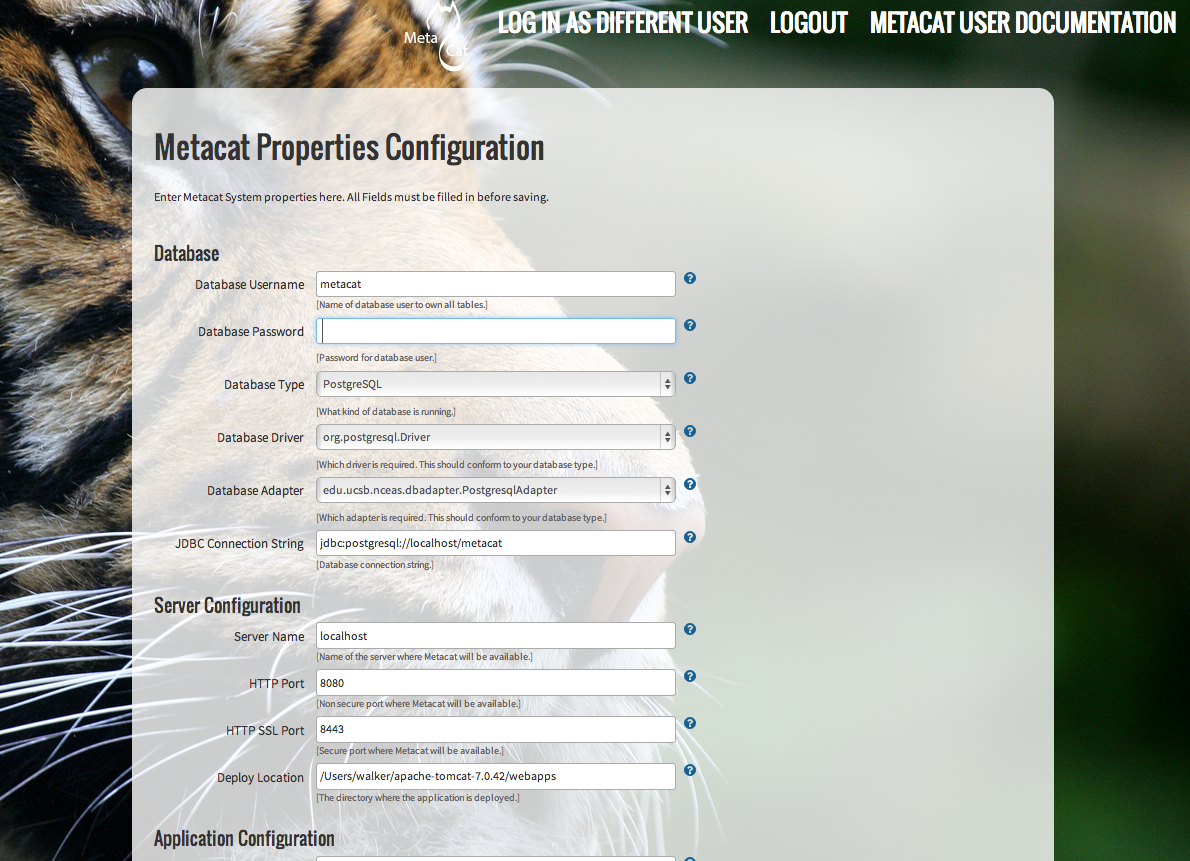 Meta
Cat
LOG IN AS DIFFERENT USER LOGOUT METACAT USER DOCUMENTATION
Metacat Properties Configuration
Enter Metacat System properties here. All Fields must be filled in before saving.
Database
Database Username metacat
[Name of database user to own all tables.]
Database Password
[Password for database user.]
Database Type PostgreSQL
[What kind of database is running.]
Database Driver org.postgresql.Driver
[Which driver is required. This should conform to your database type.]
Database Adapter edu.ucsb.nceas.dbadapter.PostgresqlAdapter
[Which adapter is required. This should conform to your database type.]
JDBC Connection String jdbc:postgresql://localhost/metacat
[Database connection string.]
Server Configuration
Server Name localhost
[Name of the server where Metacat will be available.]
HTTP Port 8080
[Non secure port where Metacat will be available.]
HTTP SSL Port 8443
[Secure port where Metacat will be available.]
Deploy Location /Users/walker/apache-tomcat-7.0.42/webapps
[The directory where the application is deployed.]
Application Configuration